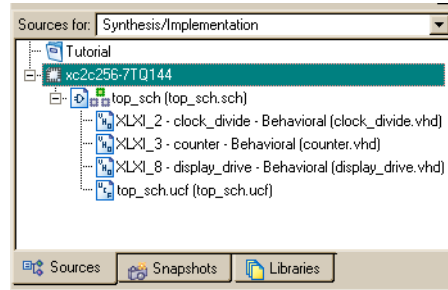 Sources for: Synthesis/Implementation
Tutorial
xc2c256-7TQ144
top_sch (top_sch.sch)
XLXI_2 - clock_divide - Behavioral (clock_divide.vhd)
XLXI_3 - counter - Behavioral (counter.vhd)
XLXI_8 - display_drive - Behavioral (display_drive.vhd)
top_sch.ucf (top_sch.ucf)
Sources Snapshots Libraries